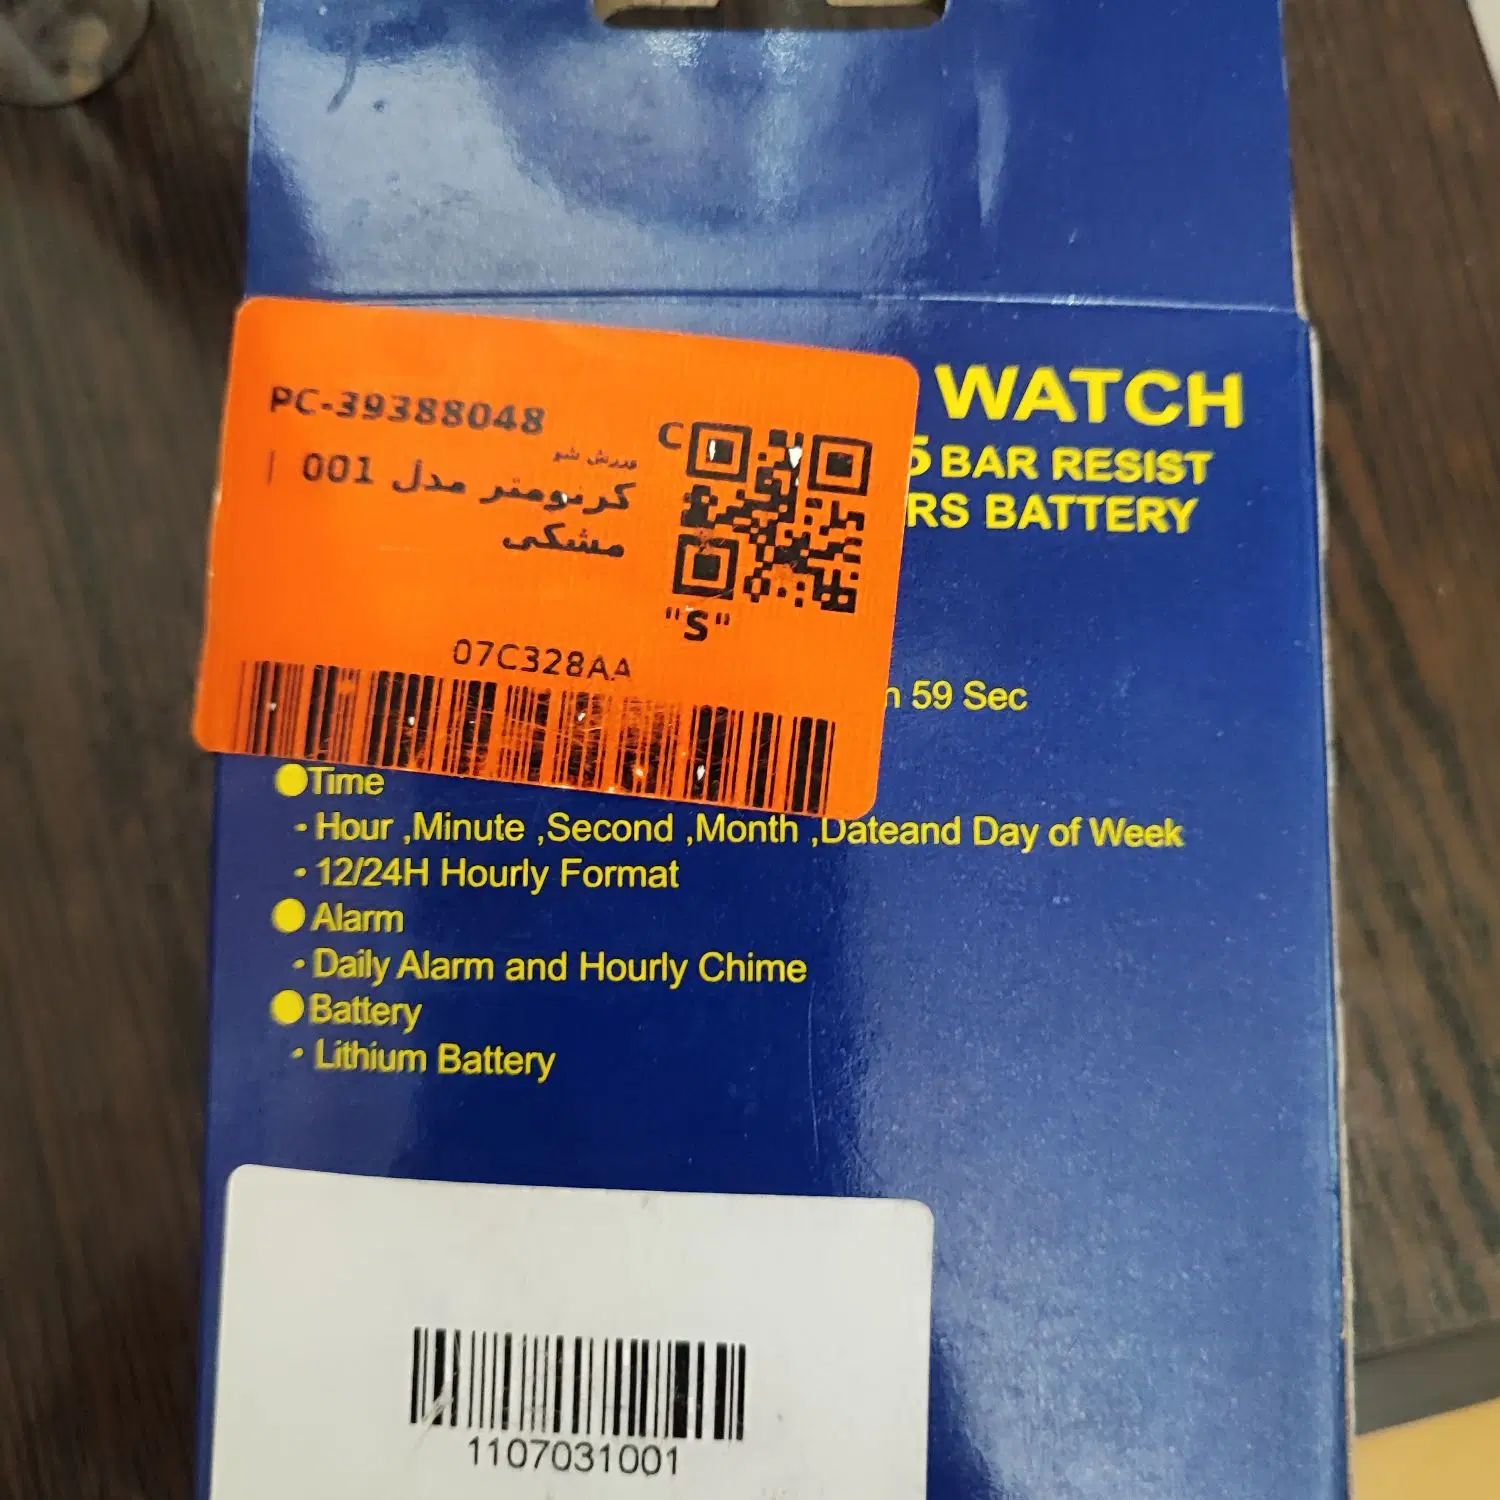 WATCH
5 BAR RESIST
RS BATTERY
PC-39388048
C
ورزش شو
کرنومتر مدل 001 |
مشکی
"S"
07C328AA
n 59 Sec
Time
- Hour ,Minute ,Second ,Month ,Dateand Day of Week
- 12/24H Hourly Format
Alarm
- Daily Alarm and Hourly Chime
Battery
- Lithium Battery
1107031001